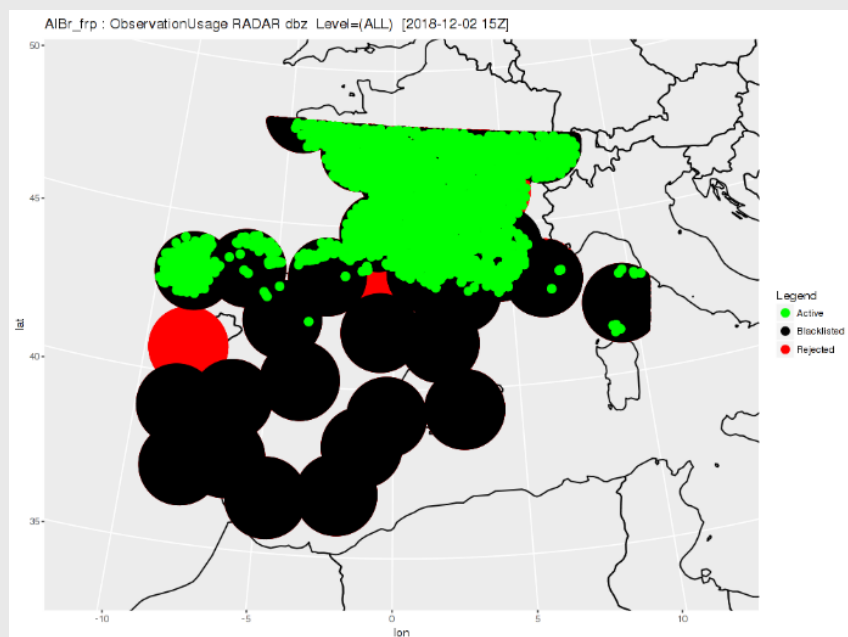 AIBr_frp : ObservationUsage RADAR dbz Level=(ALL) [2018-12-02 15Z]
50
45
40
35
lat
-10
-5
0
5
10
lon
Legend
Active
Blacklisted
Rejected